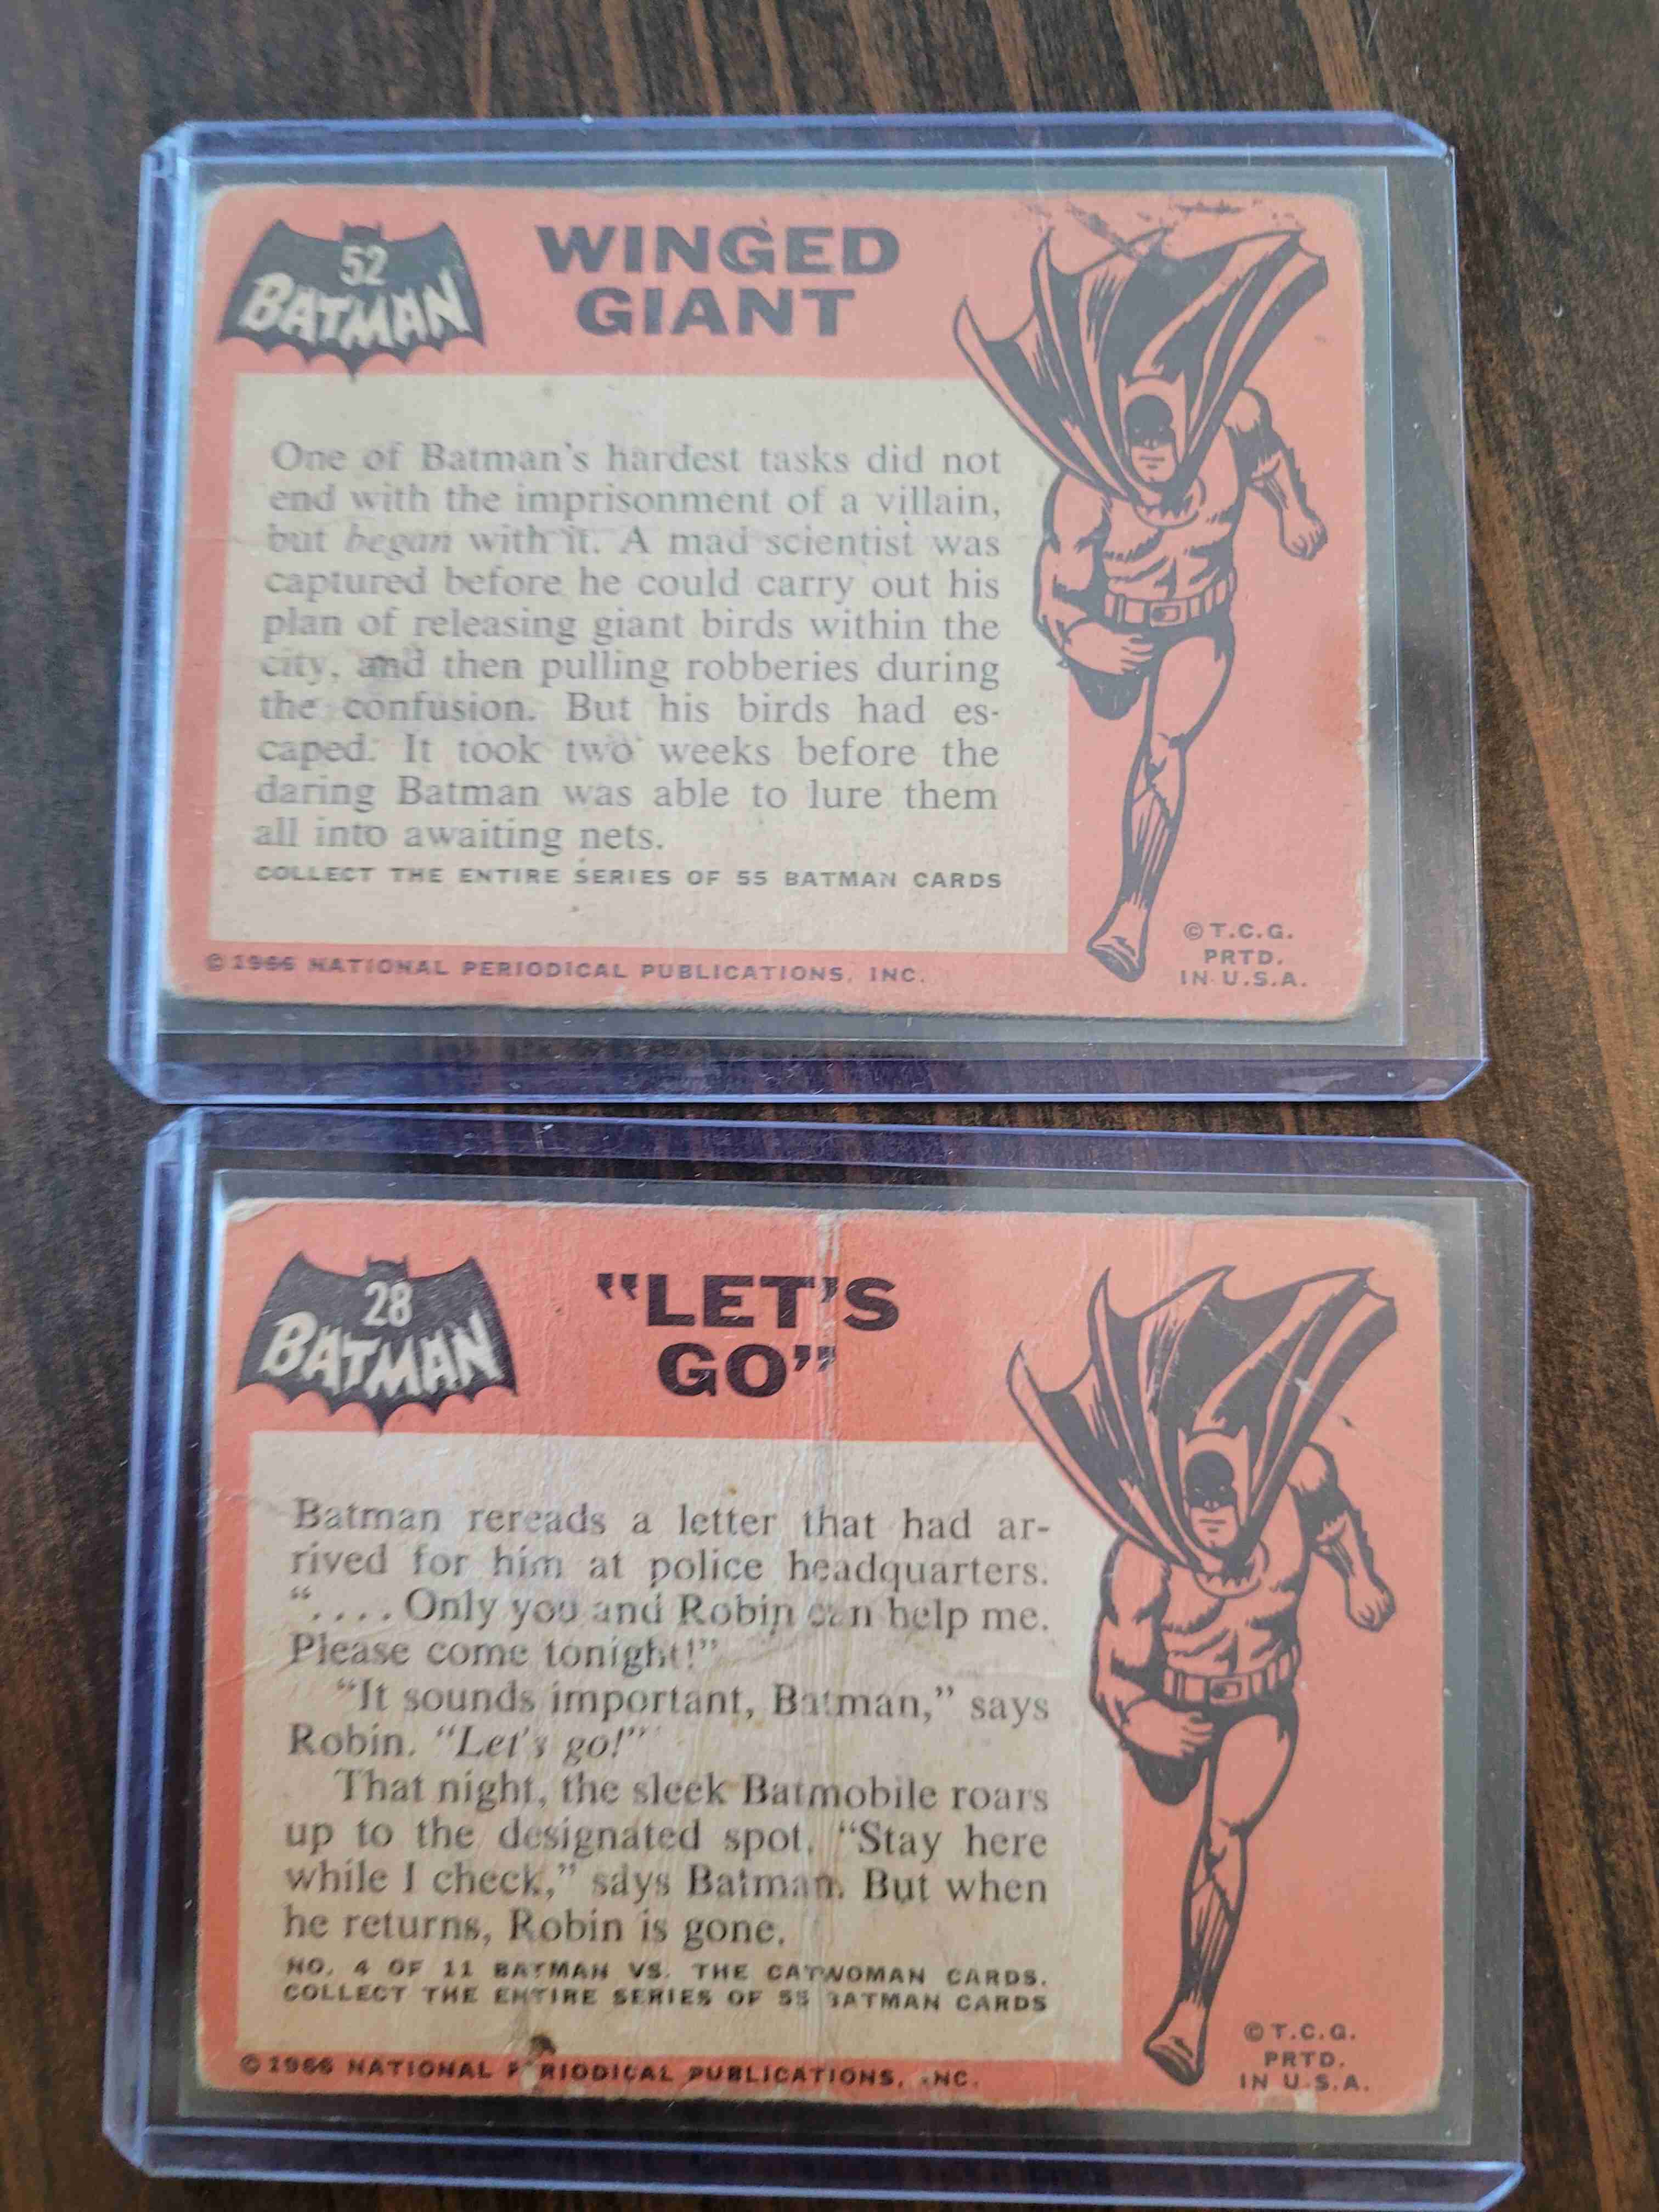 52
BATMAN
WINGED
GIANT
One of Batman's hardest tasks did not
end with the imprisonment of a villain,
but began with it. A mad scientist was
captured before he could carry out his
plan of releasing giant birds within the
city, and then pulling robberies during
the confusion. But his birds had es-
caped. It took two weeks before the
daring Batman was able to lure them
all into awaiting nets.
COLLECT THE ENTIRE SERIES OF 55 BATMAN CARDS
© 1966 NATIONAL PERIODICAL PUBLICATIONS, INC.
© T.C.G.
PRTD.
IN U.S.A.
28
BATMAN
"LET'S
GO"
Batman rereads a letter that had ar-
rived for him at police headquarters.
". . . . Only you and Robin can help me.
Please come tonight!"
"It sounds important, Batman," says
Robin. "Let's go!"
That night, the sleek Batmobile roars
up to the designated spot. "Stay here
while I check," says Batman. But when
he returns, Robin is gone.
NO. 4 OF 11 BATMAN VS. THE CATWOMAN CARDS.
COLLECT THE ENTIRE SERIES OF 55 BATMAN CARDS
© 1966 NATIONAL PERIODICAL PUBLICATIONS, INC.
© T.C.G.
PRTD.
IN U.S.A.